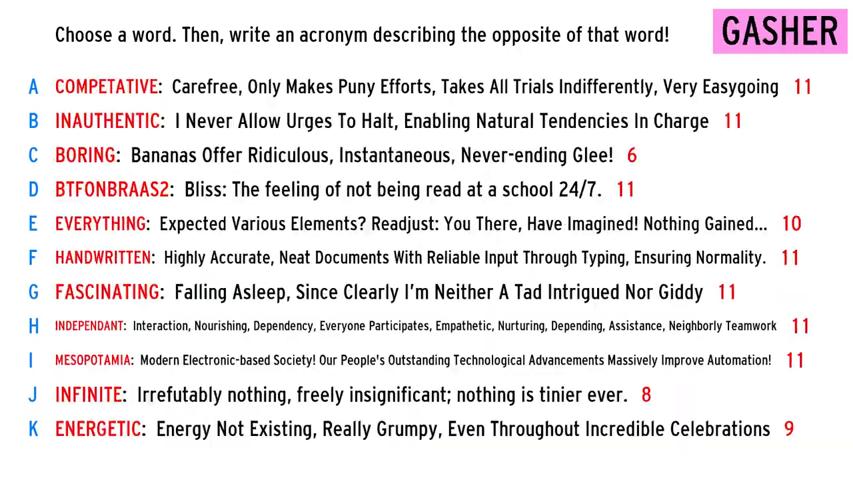 Choose a word. Then, write an acronym describing the opposite of that word! GASHER
A COMPETATIVE: Carefree, Only Makes Puny Efforts, Takes All Trials Indifferently, Very Easygoing 11
B INAUTHENTIC: I Never Allow Urges To Halt, Enabling Natural Tendencies In Charge 11
C BORING: Bananas Offer Ridiculous, Instantaneous, Never-ending Glee! 6
D BTFONBRAAS2: Bliss: The feeling of not being read at a school 24/7. 11
E EVERYTHING: Expected Various Elements? Readjust: You There, Have Imagined! Nothing Gained... 10
F HANDWRITTEN: Highly Accurate, Neat Documents With Reliable Input Through Typing, Ensuring Normality. 11
G FASCINATING: Falling Asleep, Since Clearly I'm Neither A Tad Intrigued Nor Giddy 11
H INDEPENDANT: Interaction, Nourishing, Dependency, Everyone Participates, Empathetic, Nurturing, Depending, Assistance, Neighborly Teamwork 11
I MESOPOTAMIA: Modern Electronic-based Society! Our People's Outstanding Technological Advancements Massively Improve Automation! 11
J INFINITE: Irrefutably nothing, freely insignificant; nothing is tinier ever. 8
K ENERGETIC: Energy Not Existing, Really Grumpy, Even Throughout Incredible Celebrations 9